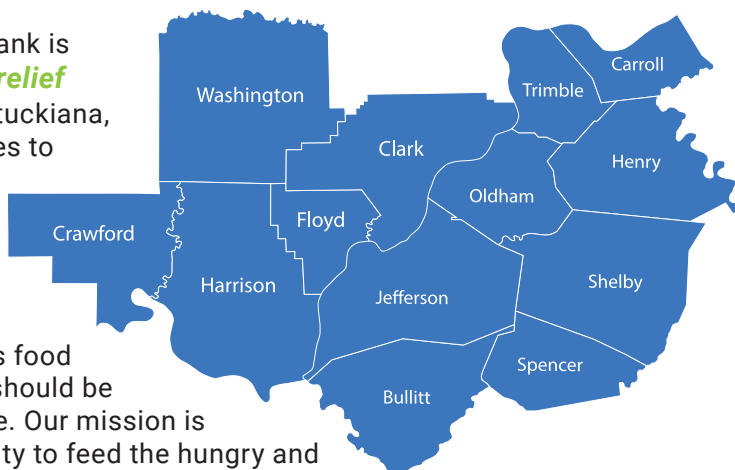 ank is
relief
tuckiana,
es to
s food
should be
e. Our mission is
ty to feed the hungry and
Carroll
Trimble
Washington
Clark
Henry
Oldham
Floyd
Crawford
Harrison
Shelby
Jefferson
Spencer
Bullitt